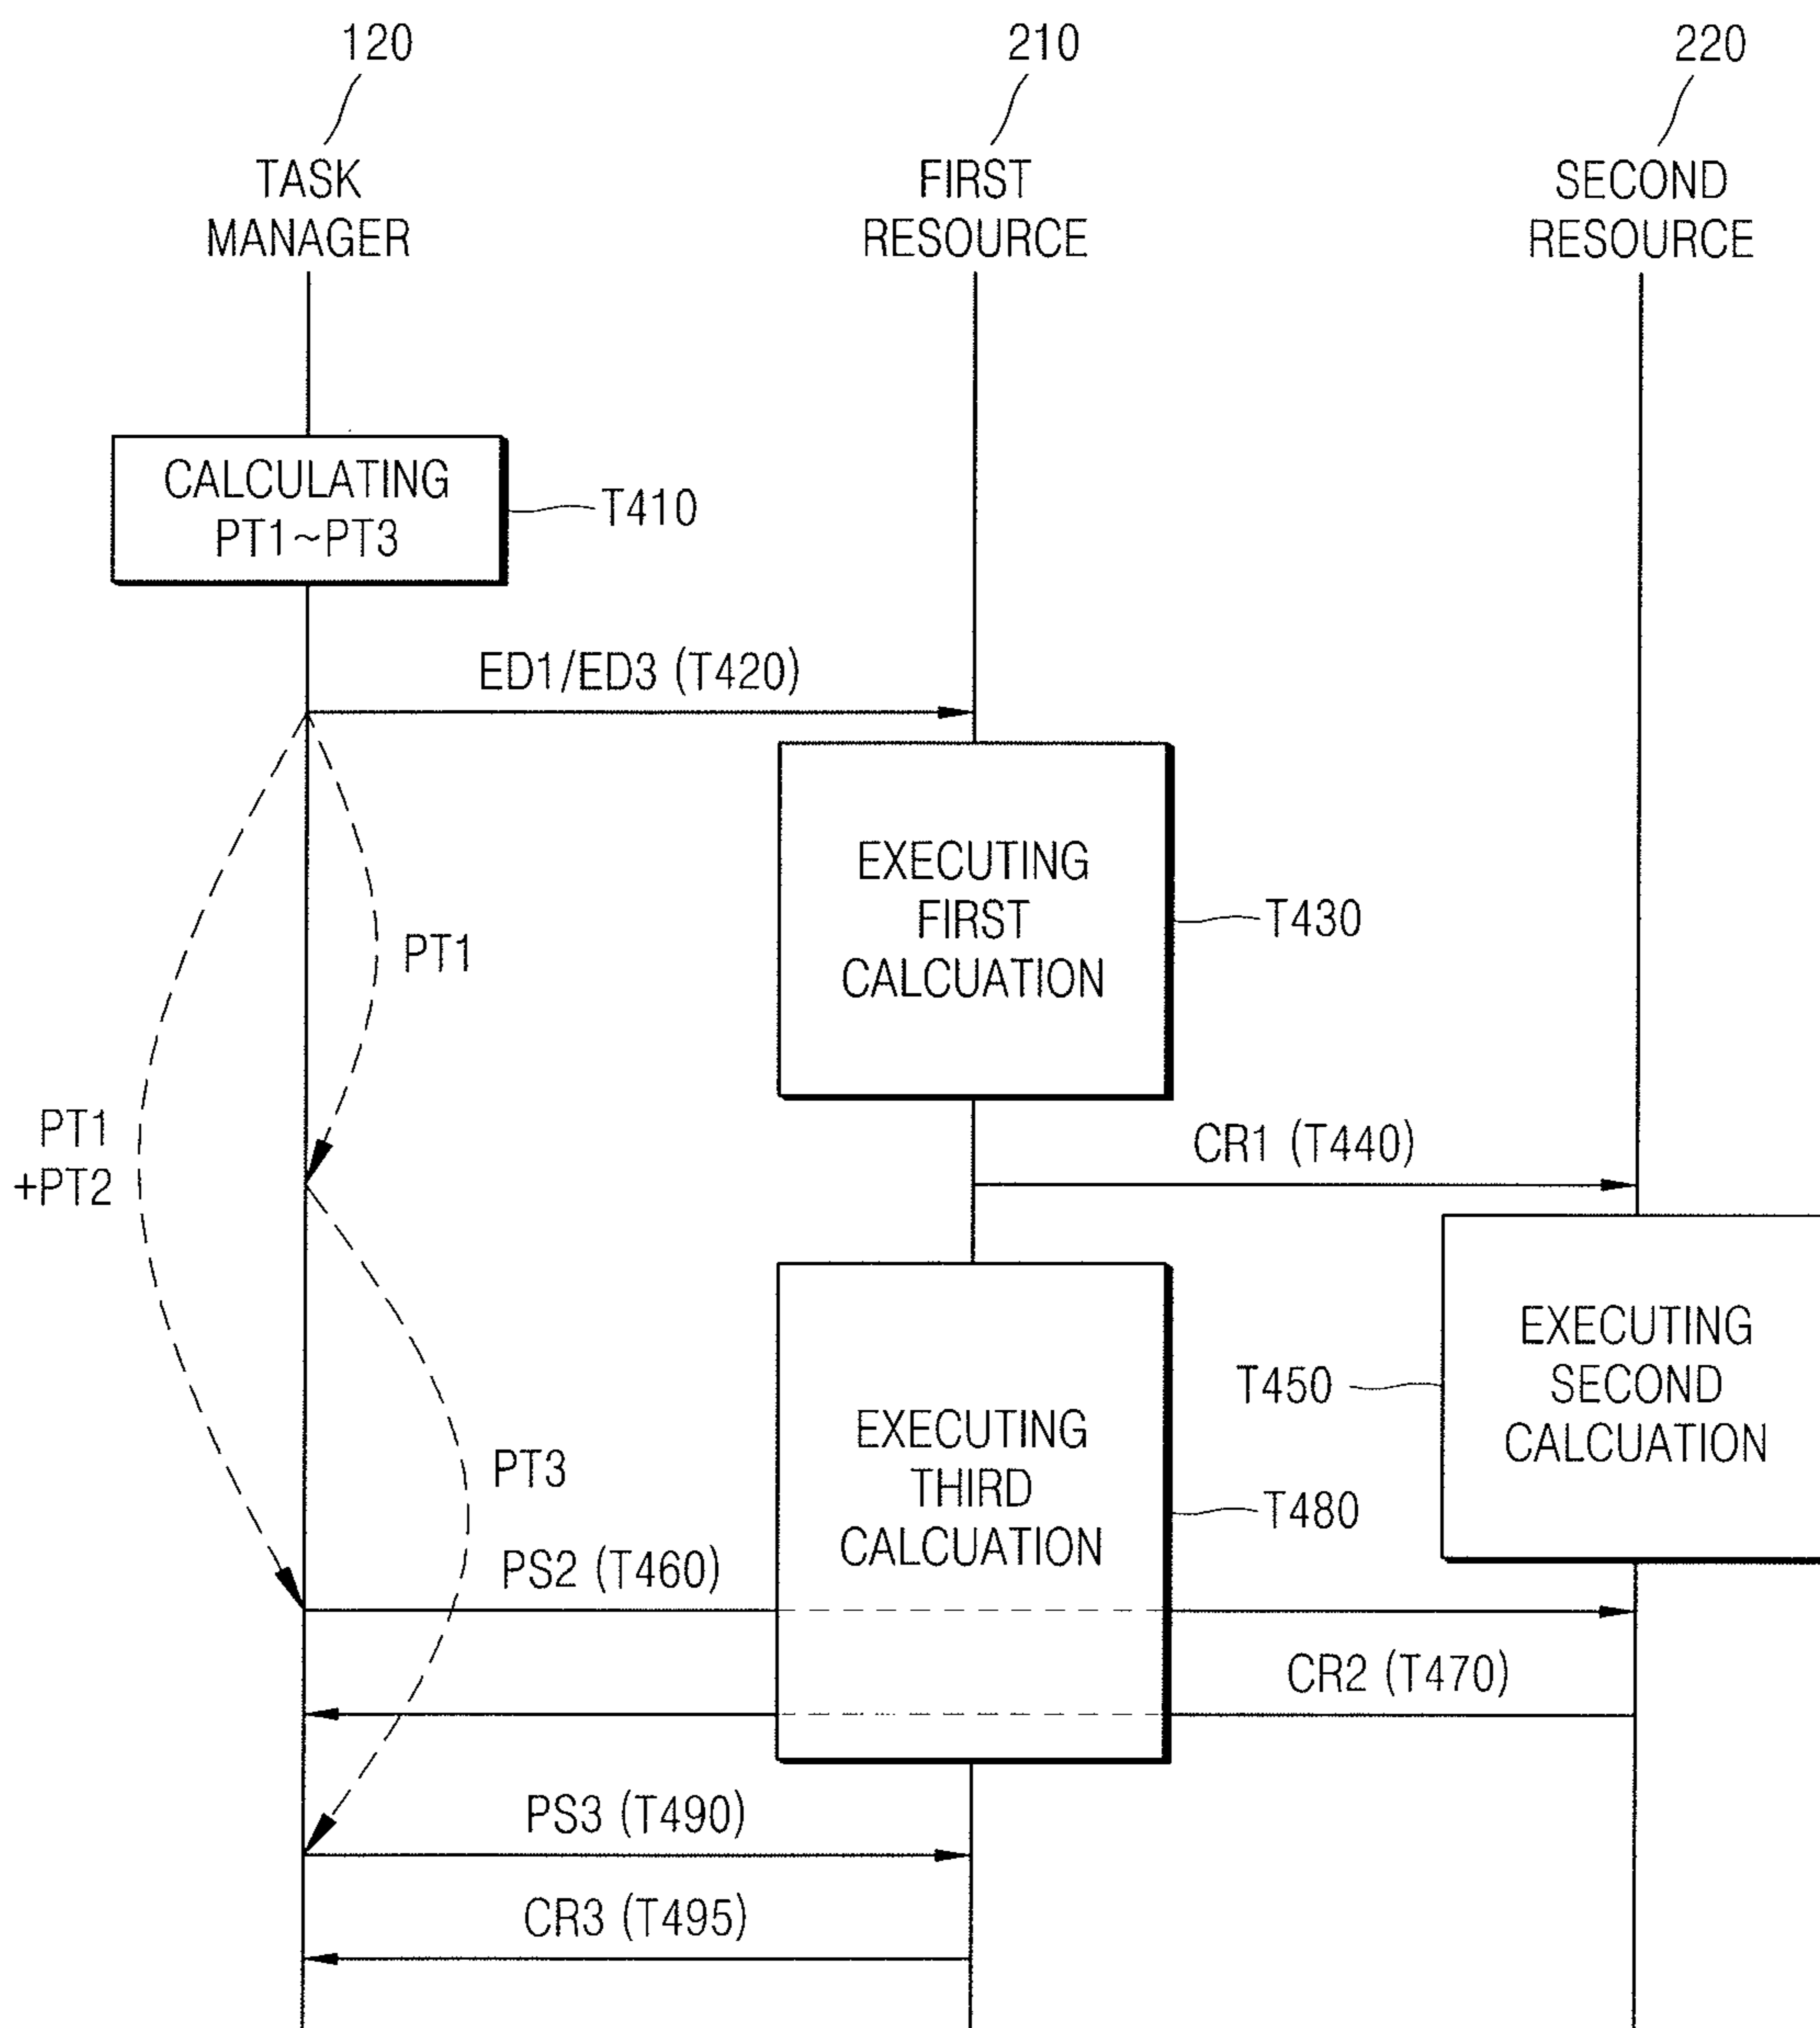 120
210
220
TASK
MANAGER
FIRST
RESOURCE
SECOND
RESOURCE
CALCULATING
PT1~PT3
T410
ED1/ED3 (T420)
EXECUTING
FIRST
CALCUATION
T430
PT1
PT1
+PT2
CR1 (T440)
EXECUTING
SECOND
CALCUATION
T450
EXECUTING
THIRD
CALCUATION
T480
PT3
PS2 (T460)
CR2 (T470)
PS3 (T490)
CR3 (T495)